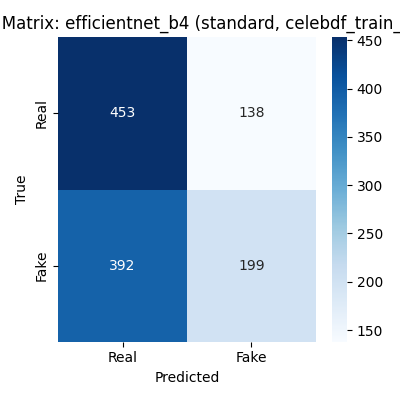 Matrix: efficientnet_b4 (standard, celebdf_train_
Real
453
138
True
Fake
392
199
Real
Fake
Predicted
450
400
350
300
250
200
150